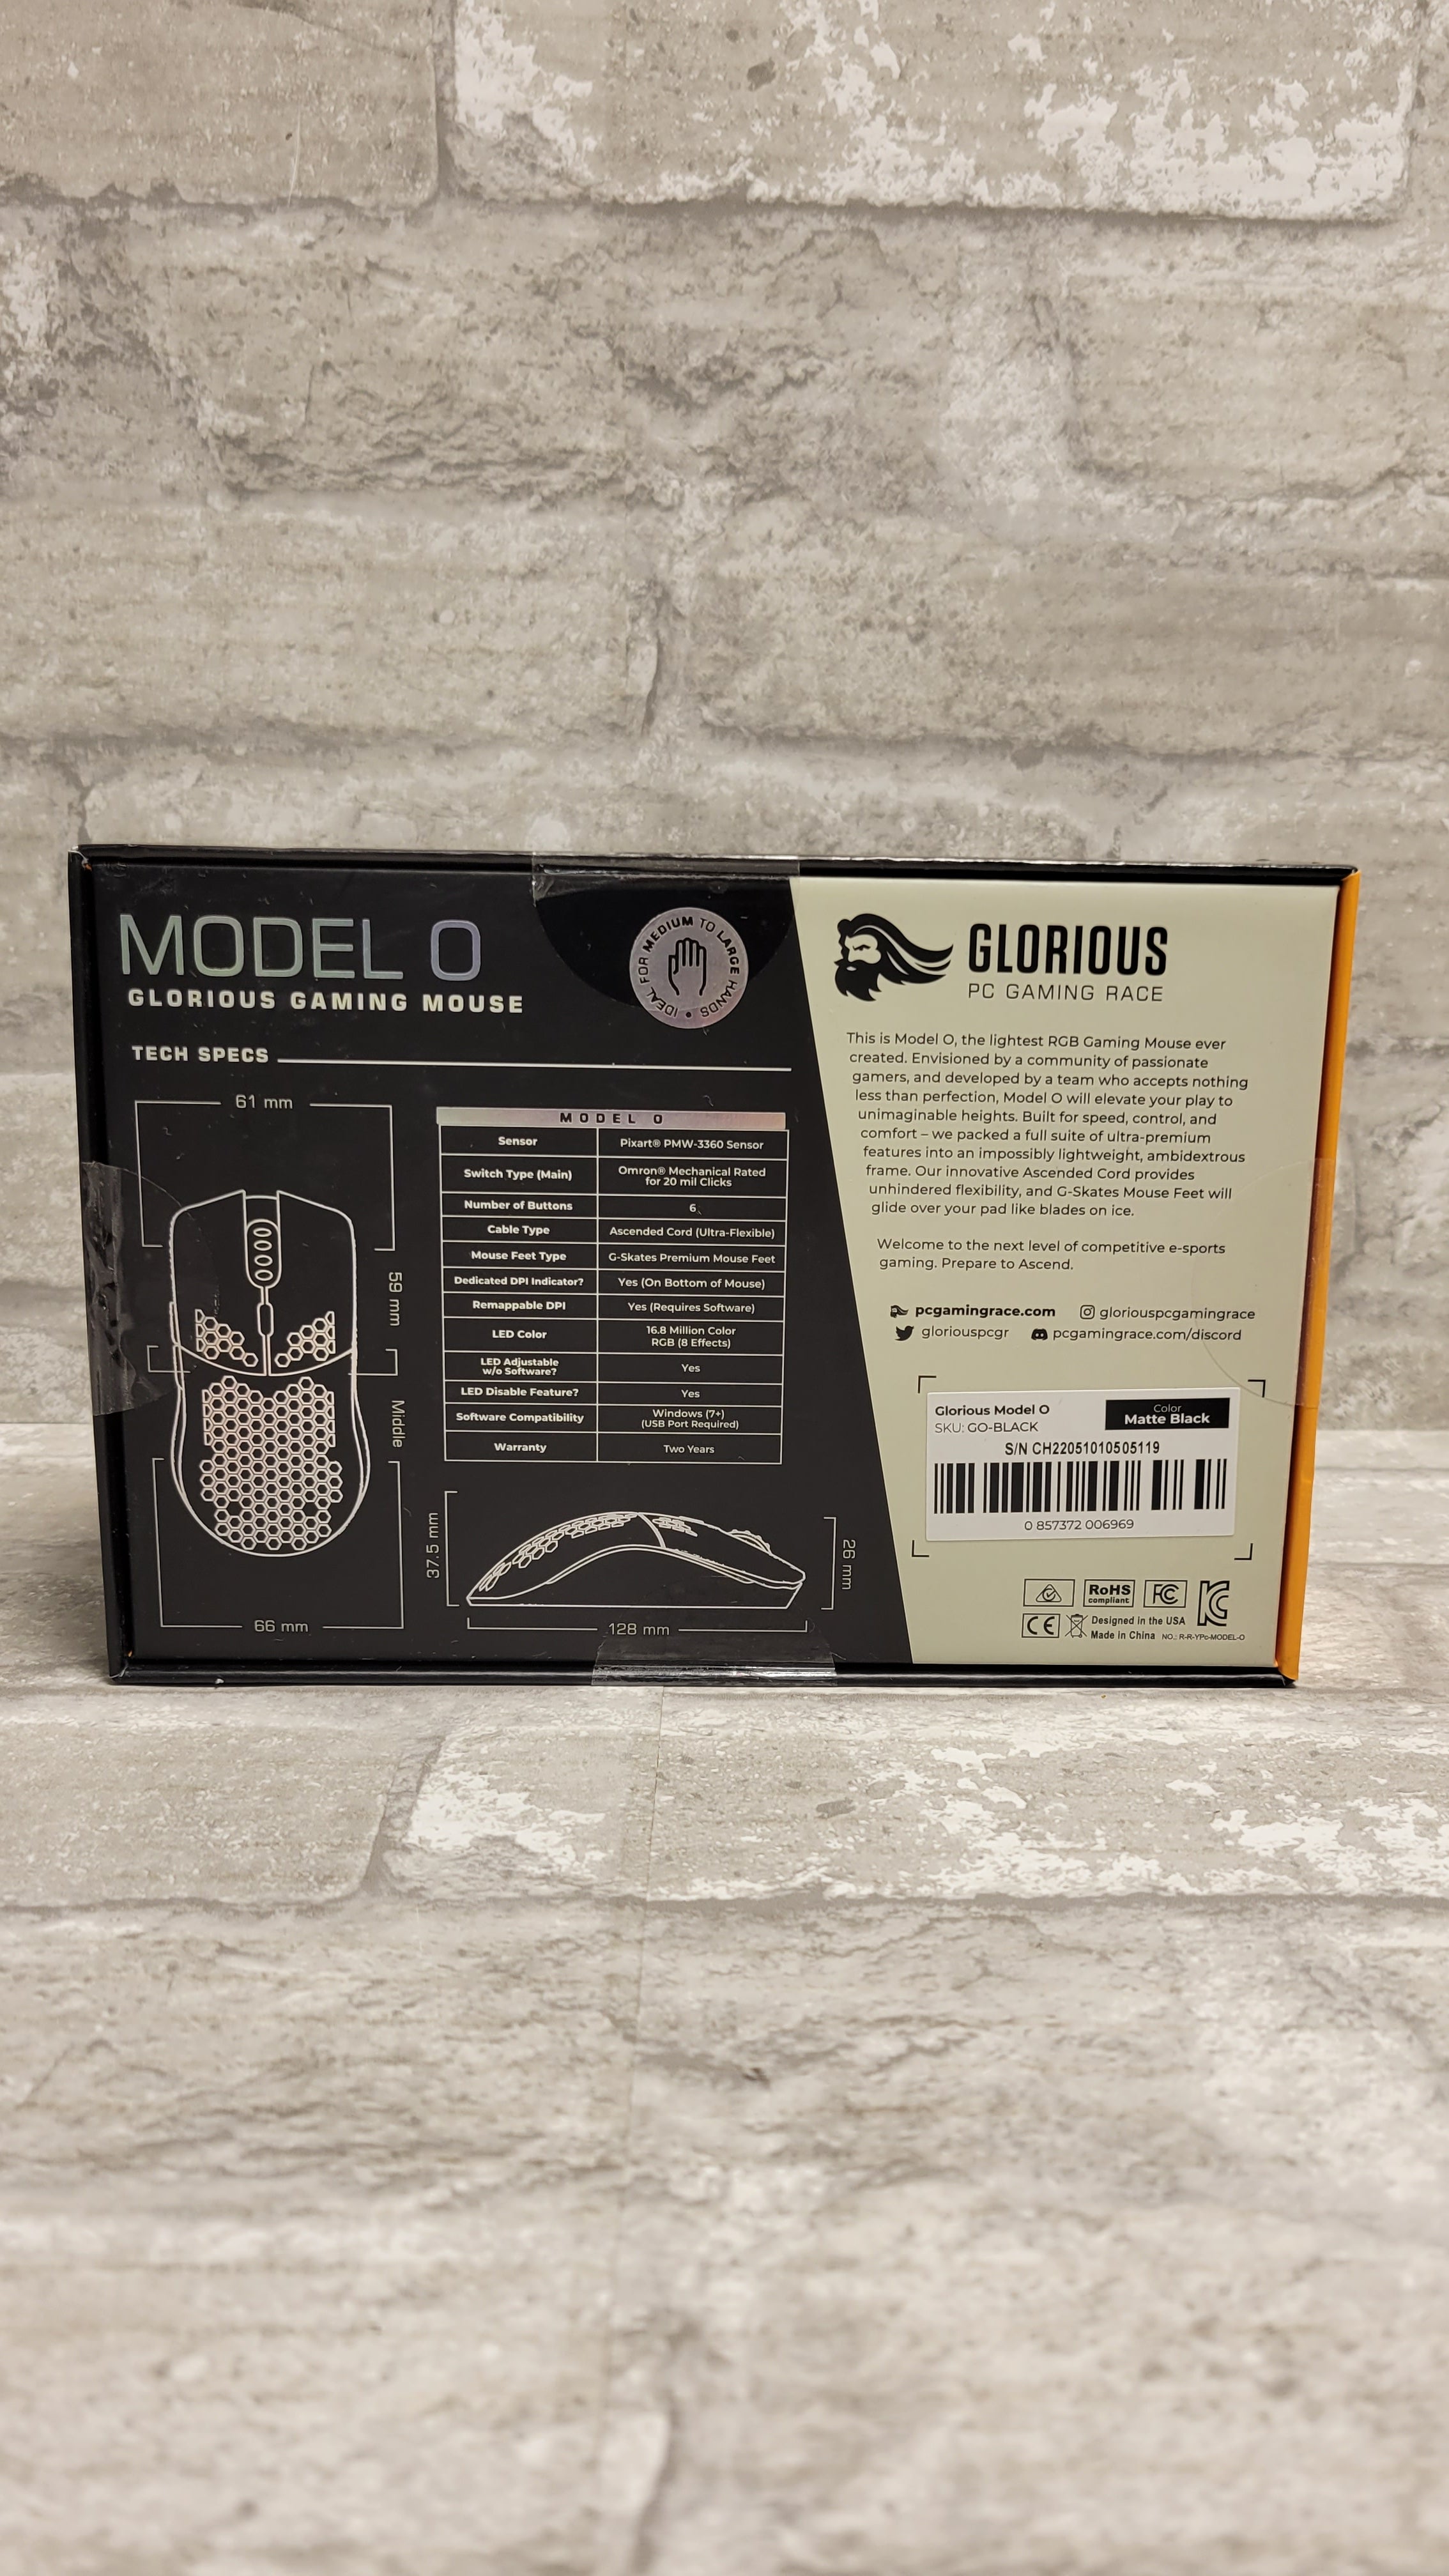 MODEL O
GLORIOUS GAMING MOUSE
IDEAL FOR MEDIUM TO LARGE HANDS •
TECH SPECS
61 mm
59 mm
Middle
66 mm
MODEL O
Sensor Pixart® PMW-3360 Sensor
Switch Type (Main) Omron® Mechanical Rated
for 20 mil Clicks
Number of Buttons 6
Cable Type Ascended Cord (Ultra-Flexible)
Mouse Feet Type G-Skates Premium Mouse Feet
Dedicated DPI Indicator? Yes (On Bottom of Mouse)
Remappable DPI Yes (Requires Software)
LED Color 16.8 Million Color
RGB (8 Effects)
LED Adjustable
w/o Software? Yes
LED Disable Feature? Yes
Software Compatibility Windows (7+)
(USB Port Required)
Warranty Two Years
37.5 mm
26 mm
128 mm
GLORIOUS
PC GAMING RACE
This is Model O, the lightest RGB Gaming Mouse ever
created. Envisioned by a community of passionate
gamers, and developed by a team who accepts nothing
less than perfection, Model O will elevate your play to
unimaginable heights. Built for speed, control, and
comfort – we packed a full suite of ultra-premium
features into an impossibly lightweight, ambidextrous
frame. Our innovative Ascended Cord provides
unhindered flexibility, and G-Skates Mouse Feet will
glide over your pad like blades on ice.
Welcome to the next level of competitive e-sports
gaming. Prepare to Ascend.
pcgamingrace.com gloriouspcgamingrace
gloriouspcgr pcgamingrace.com/discord
Glorious Model O
SKU: GO-BLACK
Color
Matte Black
S/N CH22051010505119
0 857372 006969
RoHS
compliant
FC
CE
Designed in the USA
Made in China NO.: R-R-YPc-MODEL-O